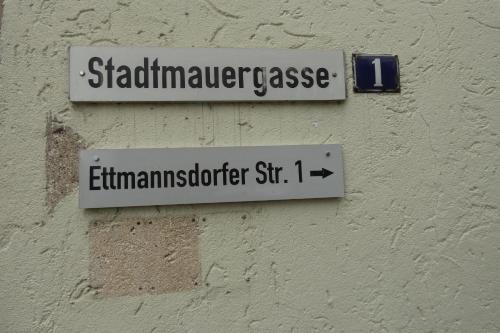 Stadtmauergasse 1
Ettmannsdorfer Str. 1 →